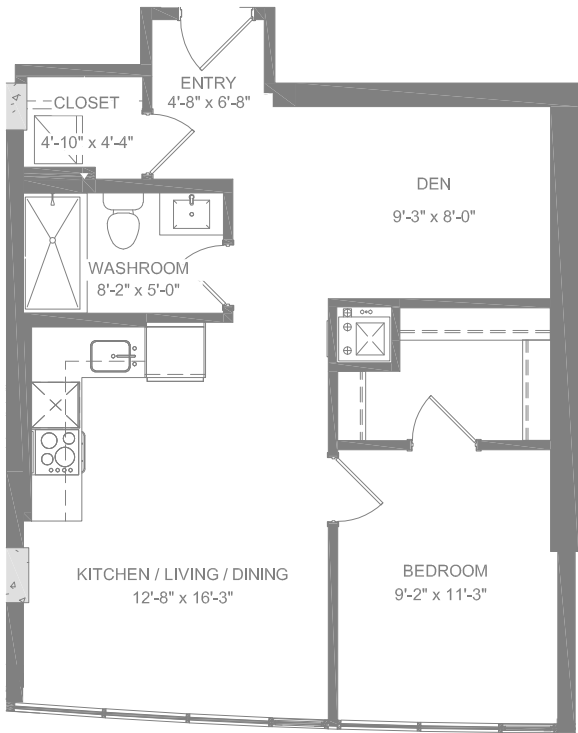 ENTRY
4'-8" x 6'-8"
CLOSET
4'-10" x 4'-4"
DEN
9'-3" x 8'-0"
WASHROOM
8'-2" x 5'-0"
KITCHEN / LIVING / DINING
12'-8" x 16'-3"
BEDROOM
9'-2" x 11'-3"